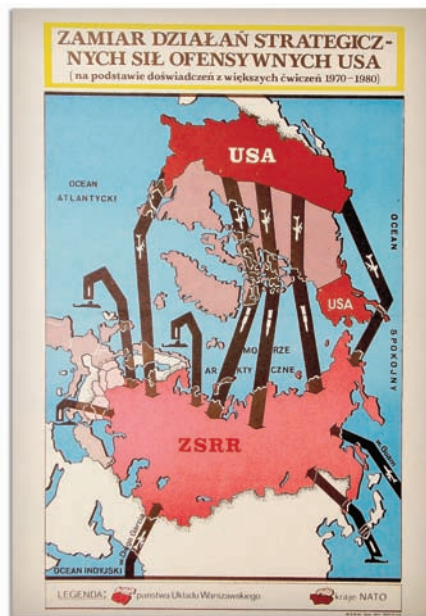 ZAMIAR DZIAŁAŃ STRATEGICZ-
NYCH SIŁ OFENSYWNYCH USA
(na podstawie doświadczeń z większych ćwiczeń 1970-1980)
USA
OCEAN
ATLANTYCKI
OCEAN
SPOKOJNY
USA
MORZE
ARKTYCZNE
ZSRR
w. Guam
OCEAN INDYJSKI
LEGENDA:
państwa Układu Warszawskiego
kraje NATO